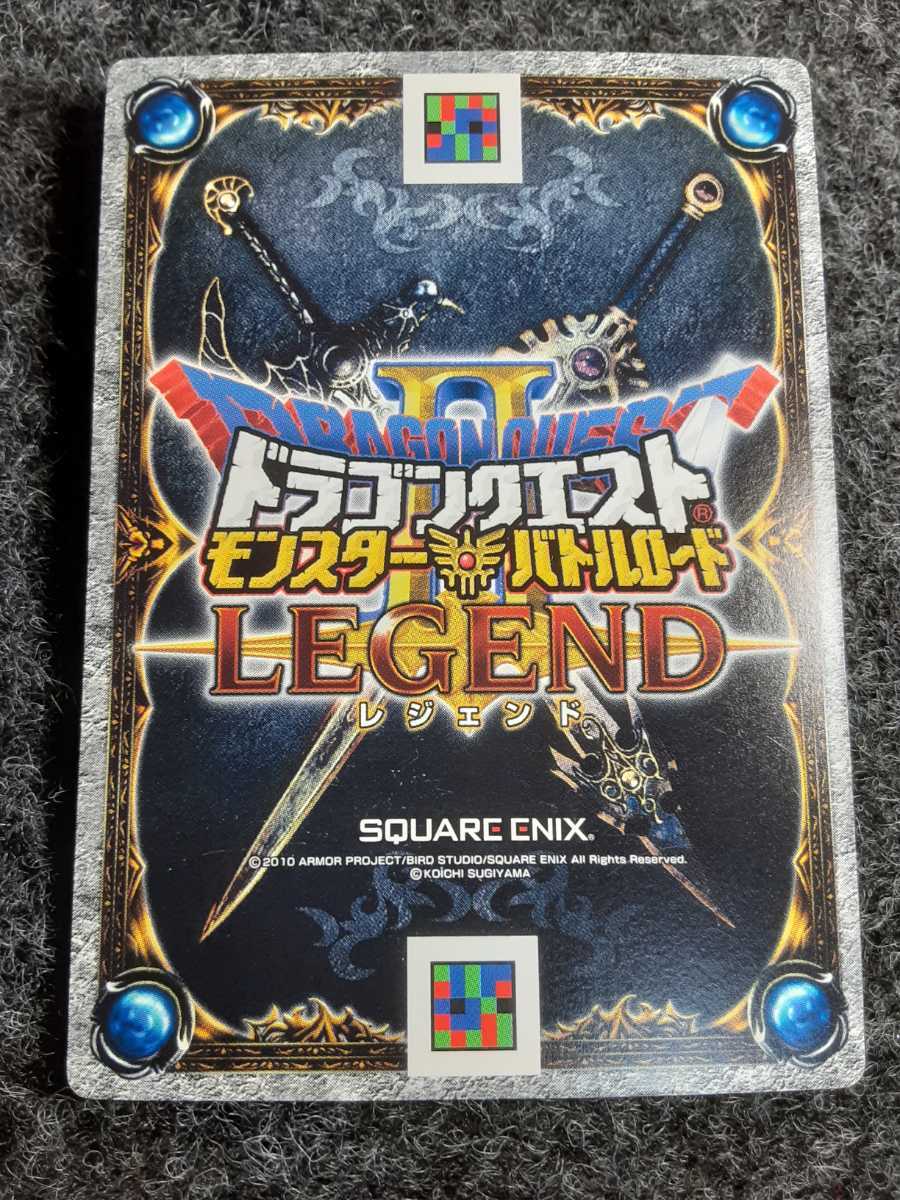 DRAGON QUEST
II
ドラゴンクエスト®
モンスターバトルロード
LEGEND
レジェンド
SQUARE ENIX®
©2010 ARMOR PROJECT/BIRD STUDIO/SQUARE ENIX All Rights Reserved.
©KOICHI SUGIYAMA